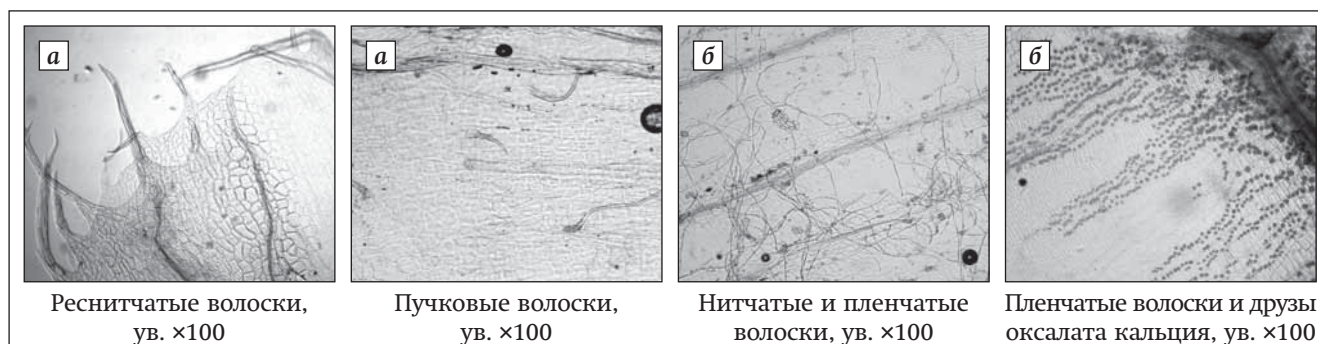 а
Реснитчатые волоски,
ув. ×100
а
Пучковые волоски,
ув. ×100
б
Нитчатые и пленчатые
волоски, ув. ×100
б
Пленчатые волоски и друзы
оксалата кальция, ув. ×100